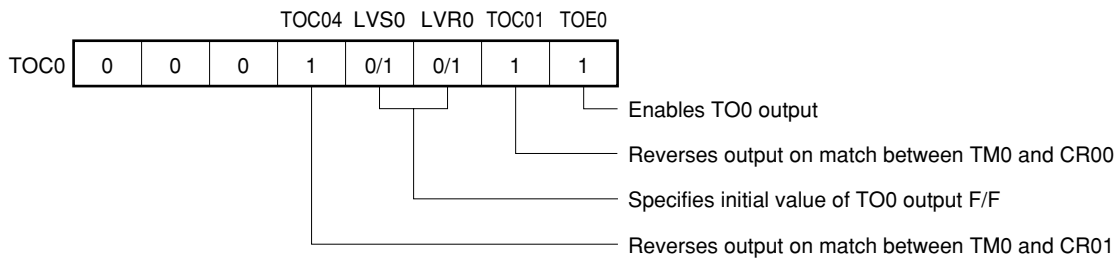 TOC04 LVS0 LVR0 TOC01 TOE0
TOC0 0 0 0 1 0/1 0/1 1 1
Enables TO0 output
Reverses output on match between TM0 and CR00
Specifies initial value of TO0 output F/F
Reverses output on match between TM0 and CR01